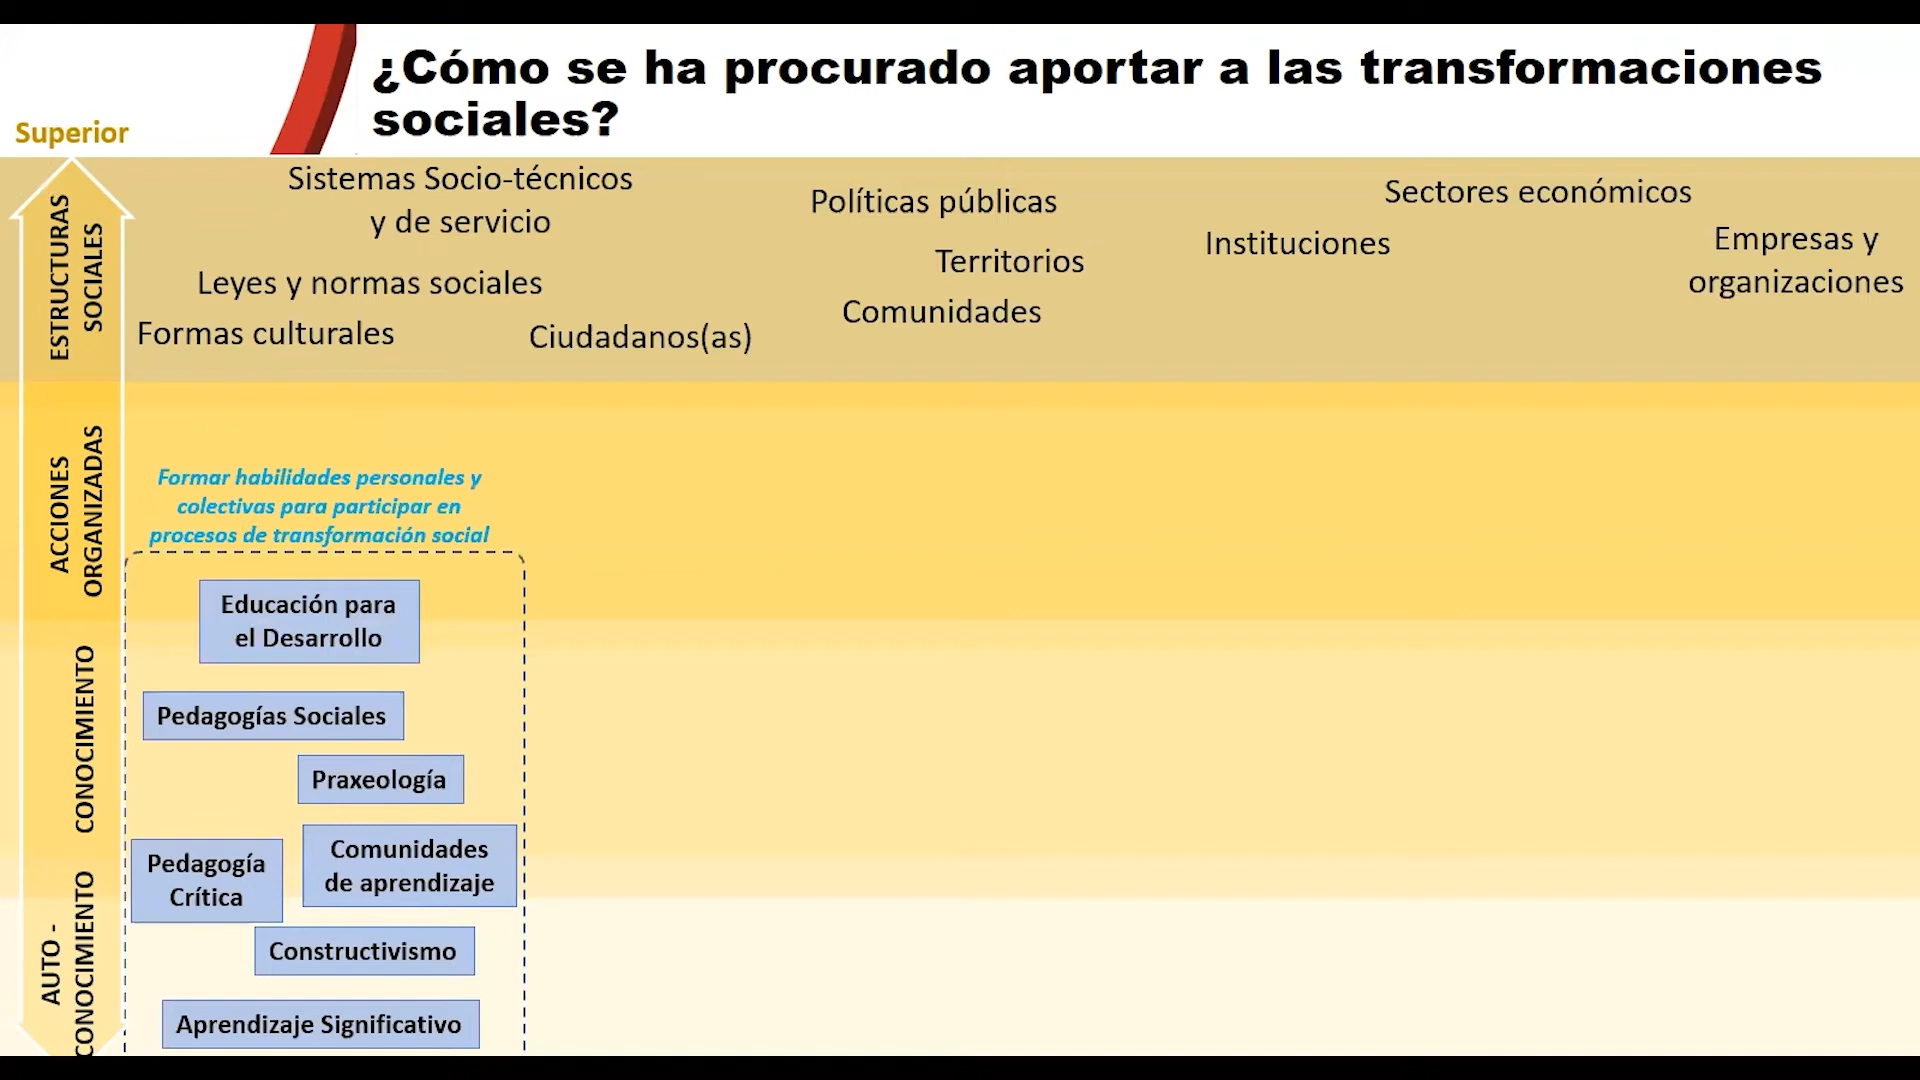 ¿Cómo se ha procurado aportar a las transformaciones
sociales?
Superior
ESTRUCTURAS
SOCIALES
Sistemas Socio-técnicos
y de servicio
Políticas públicas
Sectores económicos
Instituciones
Empresas y
organizaciones
Territorios
Leyes y normas sociales
Comunidades
Formas culturales
Ciudadanos(as)
ACCIONES
ORGANIZADAS
Formar habilidades personales y
colectivas para participar en
procesos de transformación social
Educación para
el Desarrollo
CONOCIMIENTO
Pedagogías Sociales
Praxeología
Pedagogía
Crítica
Comunidades
de aprendizaje
AUTO -
CONOCIMIENTO
Constructivismo
Aprendizaje Significativo